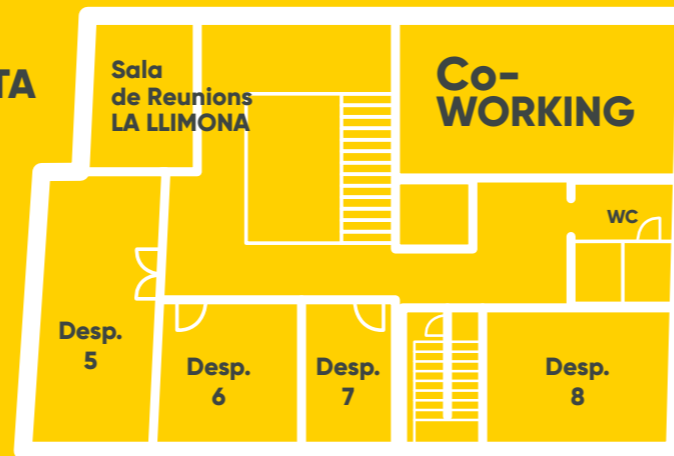 TA
Sala
de Reunions
LA LLIMONA
Co-
WORKING
WC
Desp.
5
Desp.
6
Desp.
7
Desp.
8